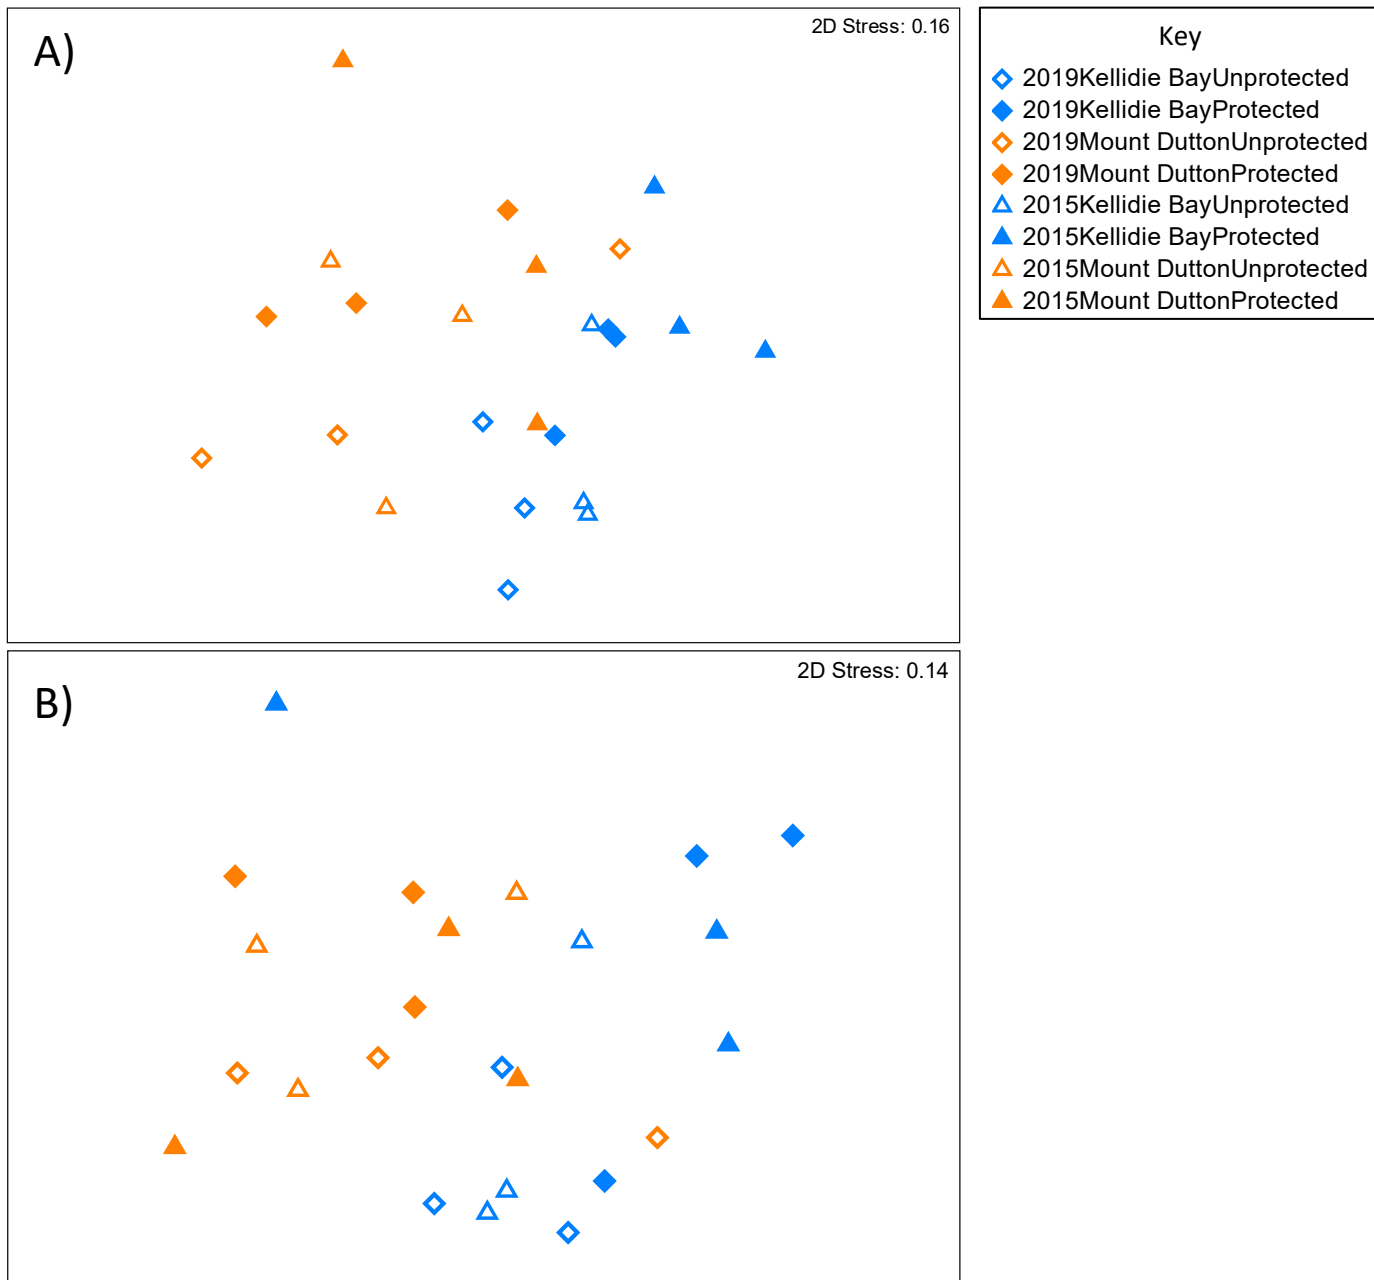 A)
2D Stress: 0.16
Key
2019Kellidie BayUnprotected
2019Kellidie BayProtected
2019Mount DuttonUnprotected
2019Mount DuttonProtected
2015Kellidie BayUnprotected
2015Kellidie BayProtected
2015Mount DuttonUnprotected
2015Mount DuttonProtected
B)
2D Stress: 0.14